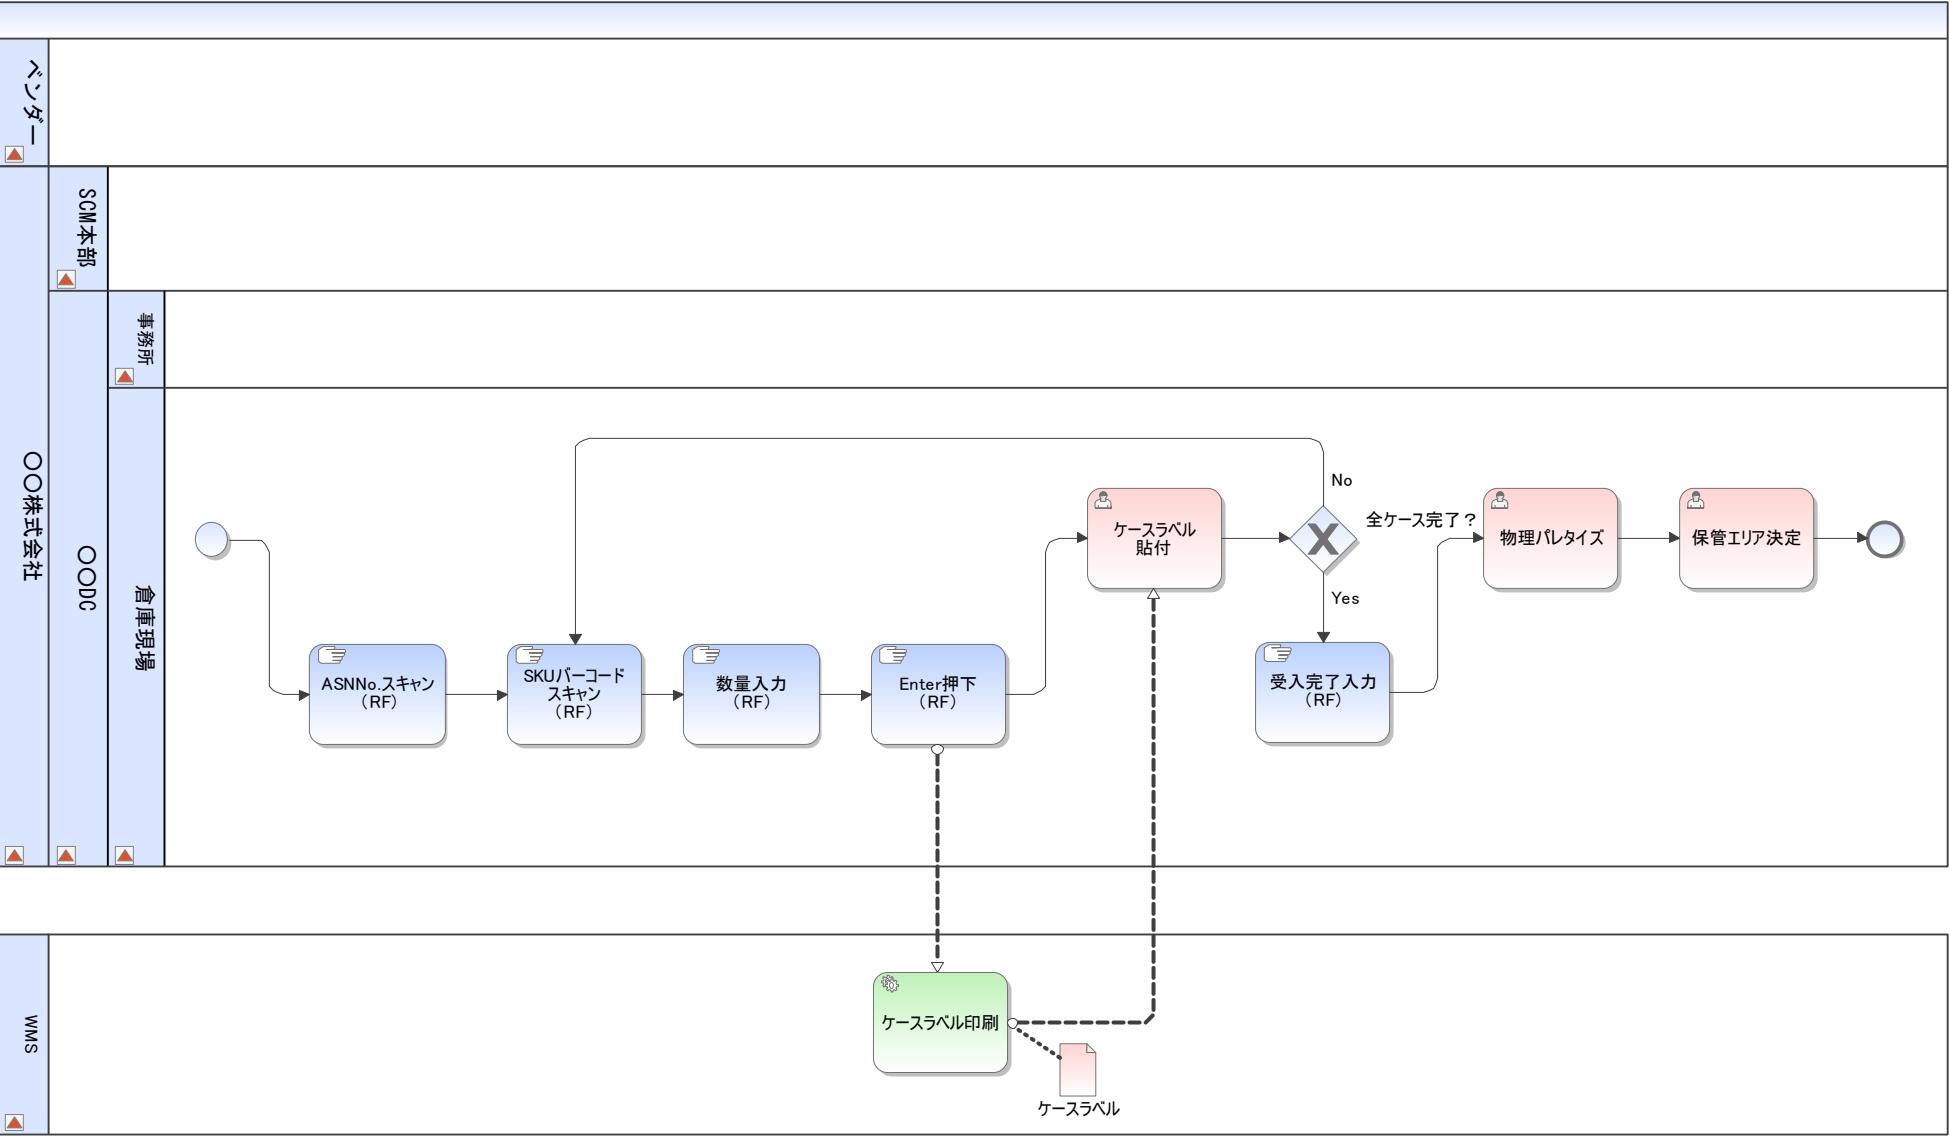 ベンダー
〇〇株式会社
SCM本部
〇〇DC
事務所
倉庫現場
ASNNo.スキャン
(RF)
SKUバーコード
スキャン
(RF)
数量入力
(RF)
Enter押下
(RF)
ケースラベル
貼付
No
全ケース完了？
Yes
受入完了入力
(RF)
物理パレタイズ
保管エリア決定
WMS
ケースラベル印刷
ケースラベル